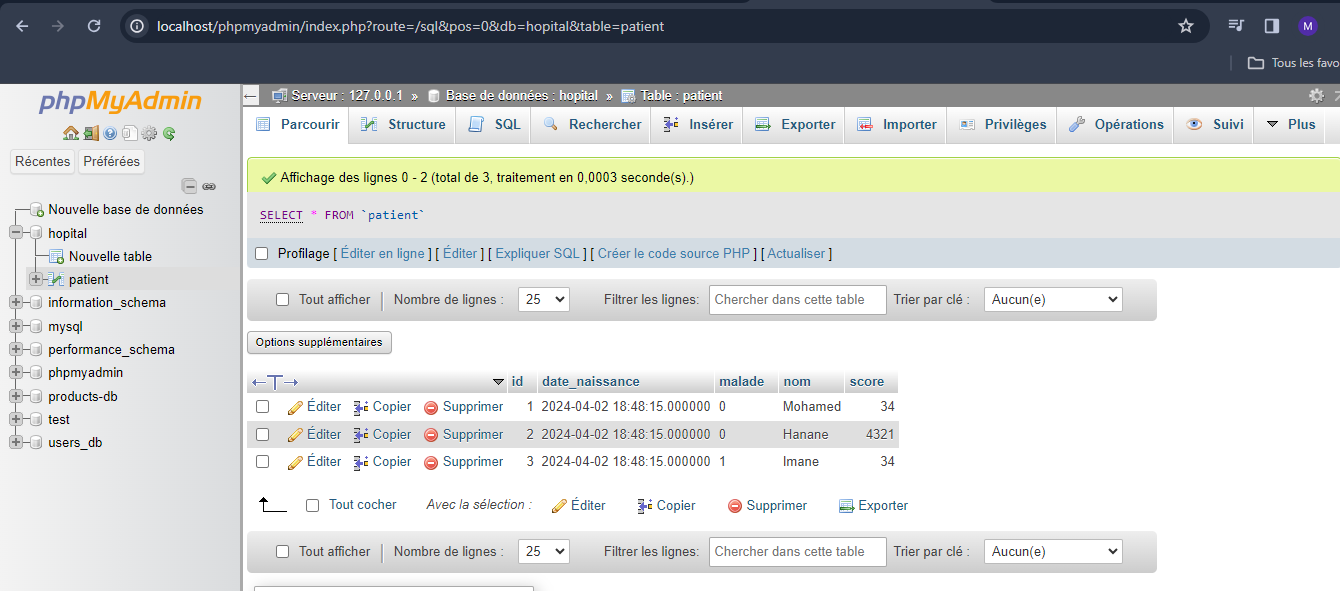 localhost/phpmyadmin/index.php?route=/sql&pos=0&db=hopital&table=patient
M
Tous les favo
phpMyAdmin
Récentes Préférées
Nouvelle base de données
hopital
Nouvelle table
patient
information_schema
mysql
performance_schema
phpmyadmin
products-db
test
users_db
Serveur : 127.0.0.1 » Base de données : hopital » Table : patient
Parcourir Structure SQL Rechercher Insérer Exporter Importer Privilèges Opérations Suivi Plus
Affichage des lignes 0 - 2 (total de 3, traitement en 0,0003 seconde(s).)
SELECT * FROM `patient`
Profilage [ Éditer en ligne ] [ Éditer ] [ Expliquer SQL ] [ Créer le code source PHP ] [ Actualiser ]
Tout afficher Nombre de lignes : 25 Filtrer les lignes: Chercher dans cette table Trier par clé : Aucun(e)
Options supplémentaires
←T→ id date_naissance malade nom score
Éditer Copier Supprimer 1 2024-04-02 18:48:15.000000 0 Mohamed 34
Éditer Copier Supprimer 2 2024-04-02 18:48:15.000000 0 Hanane 4321
Éditer Copier Supprimer 3 2024-04-02 18:48:15.000000 1 Imane 34
Tout cocher Avec la sélection : Éditer Copier Supprimer Exporter
Tout afficher Nombre de lignes : 25 Filtrer les lignes: Chercher dans cette table Trier par clé : Aucun(e)